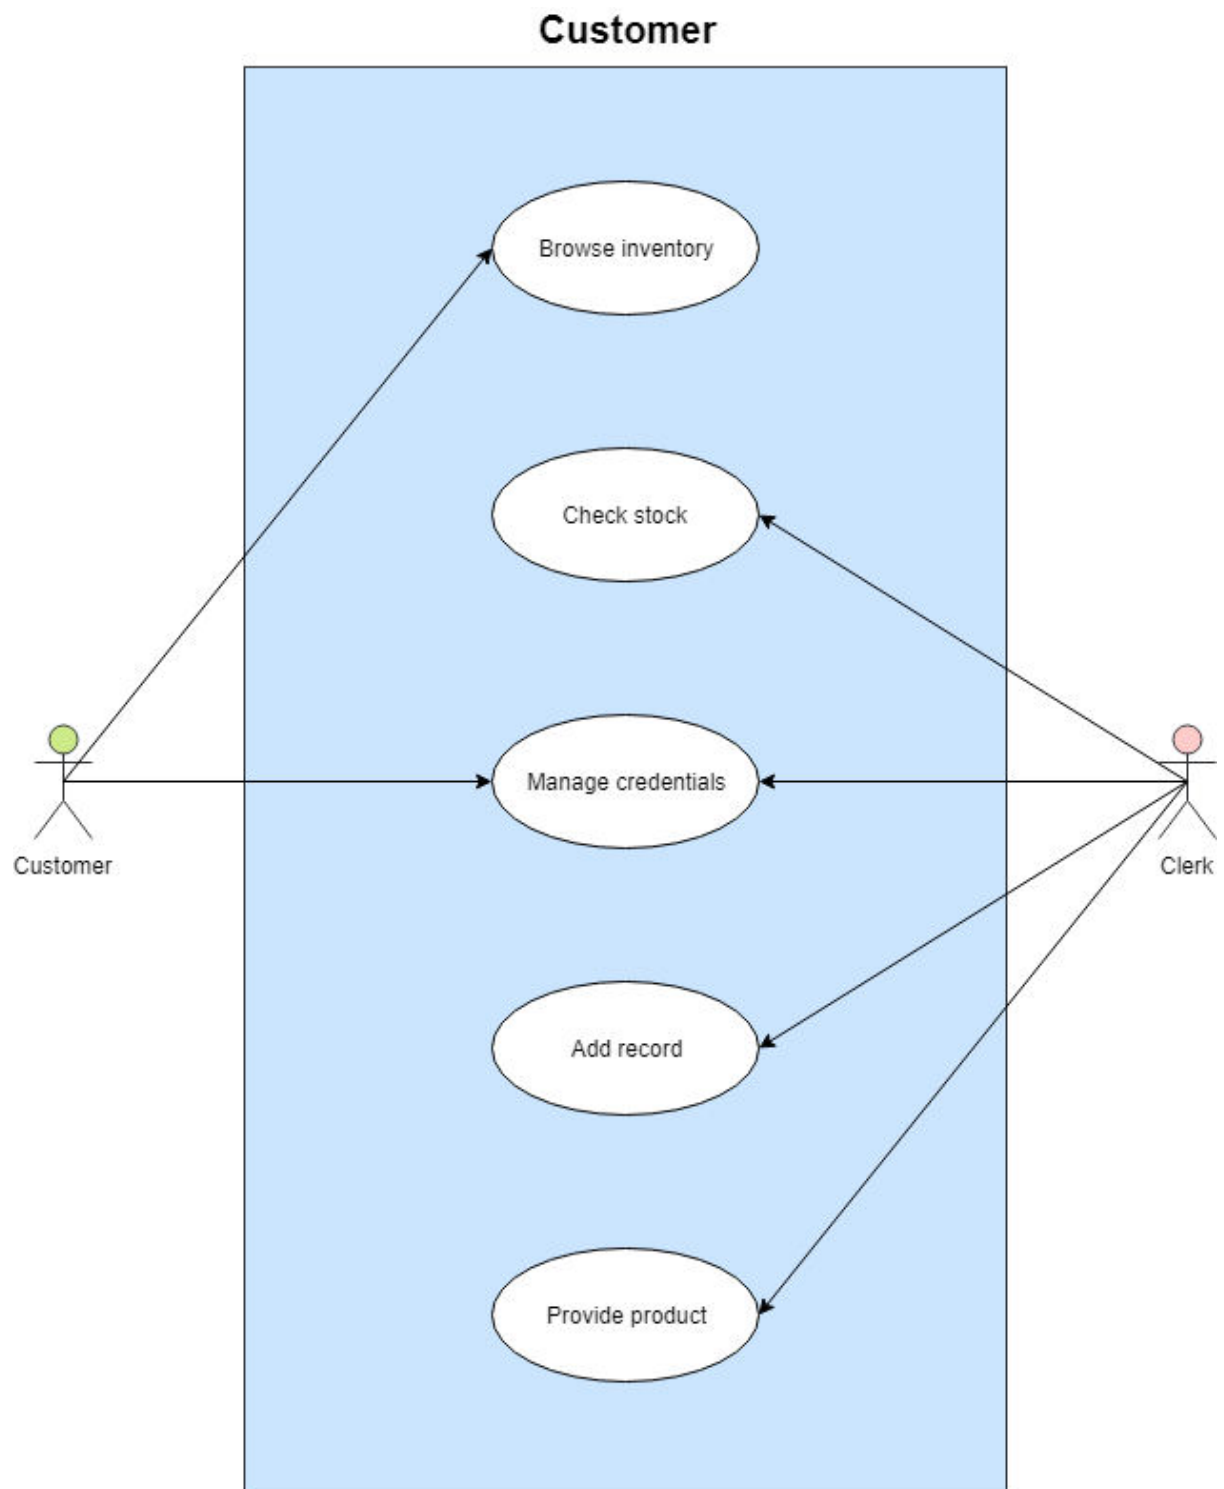 Customer
Browse inventory
Check stock
Manage credentials
Customer
Clerk
Add record
Provide product